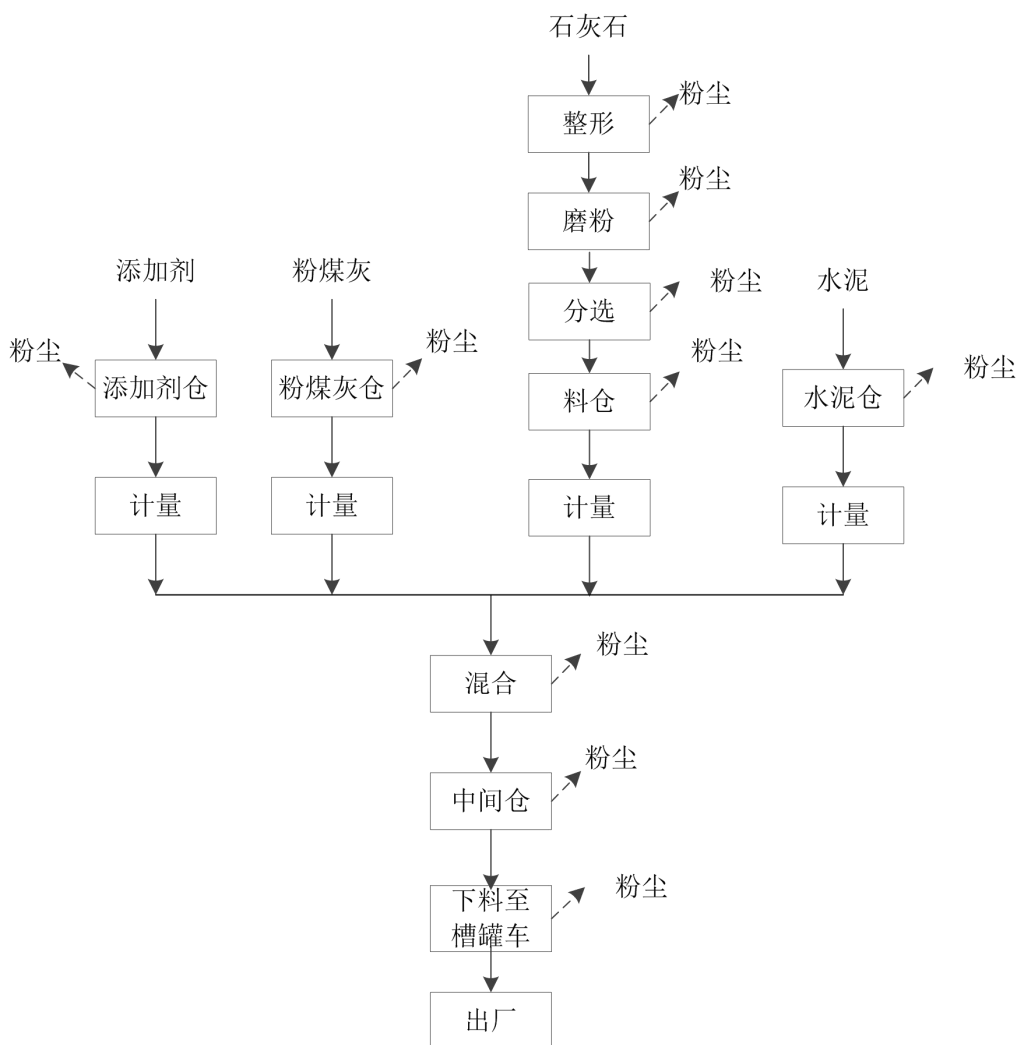 石灰石
粉尘
整形
粉尘
磨粉
添加剂
粉煤灰
分选
粉尘
水泥
粉尘
添加剂仓
粉煤灰仓
粉尘
料仓
粉尘
水泥仓
粉尘
计量
计量
计量
计量
混合
粉尘
中间仓
粉尘
下料至
槽罐车
粉尘
出厂